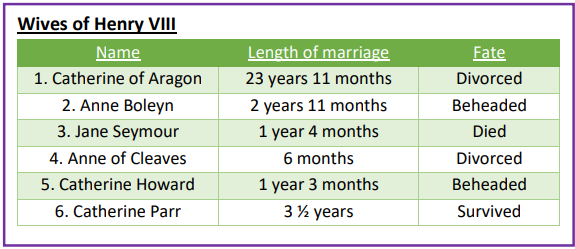 Wives of Henry VIII
Name Length of marriage Fate
1. Catherine of Aragon 23 years 11 months Divorced
2. Anne Boleyn 2 years 11 months Beheaded
3. Jane Seymour 1 year 4 months Died
4. Anne of Cleaves 6 months Divorced
5. Catherine Howard 1 year 3 months Beheaded
6. Catherine Parr 3 ½ years Survived